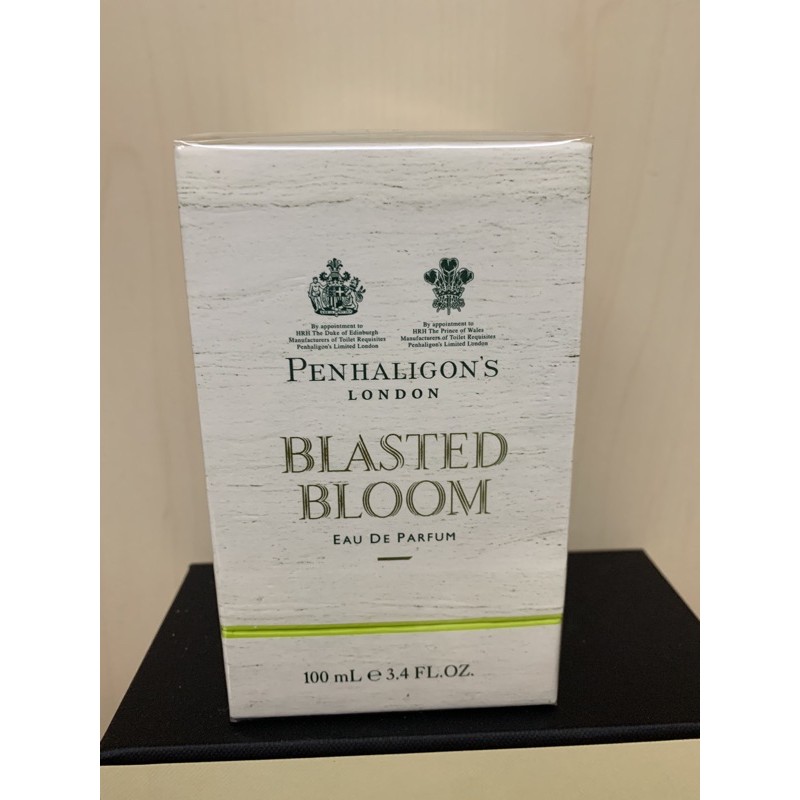 By appointment to
HRH The Duke of Edinburgh
Manufacturers of Toilet Requisites
Penhaligon's Limited London
By appointment to
HRH The Prince of Wales
Manufacturers of Toilet Requisites
Penhaligon's Limited London
PENHALIGON'S
LONDON
BLASTED
BLOOM
EAU DE PARFUM
100 mL ℮ 3.4 FL.OZ.